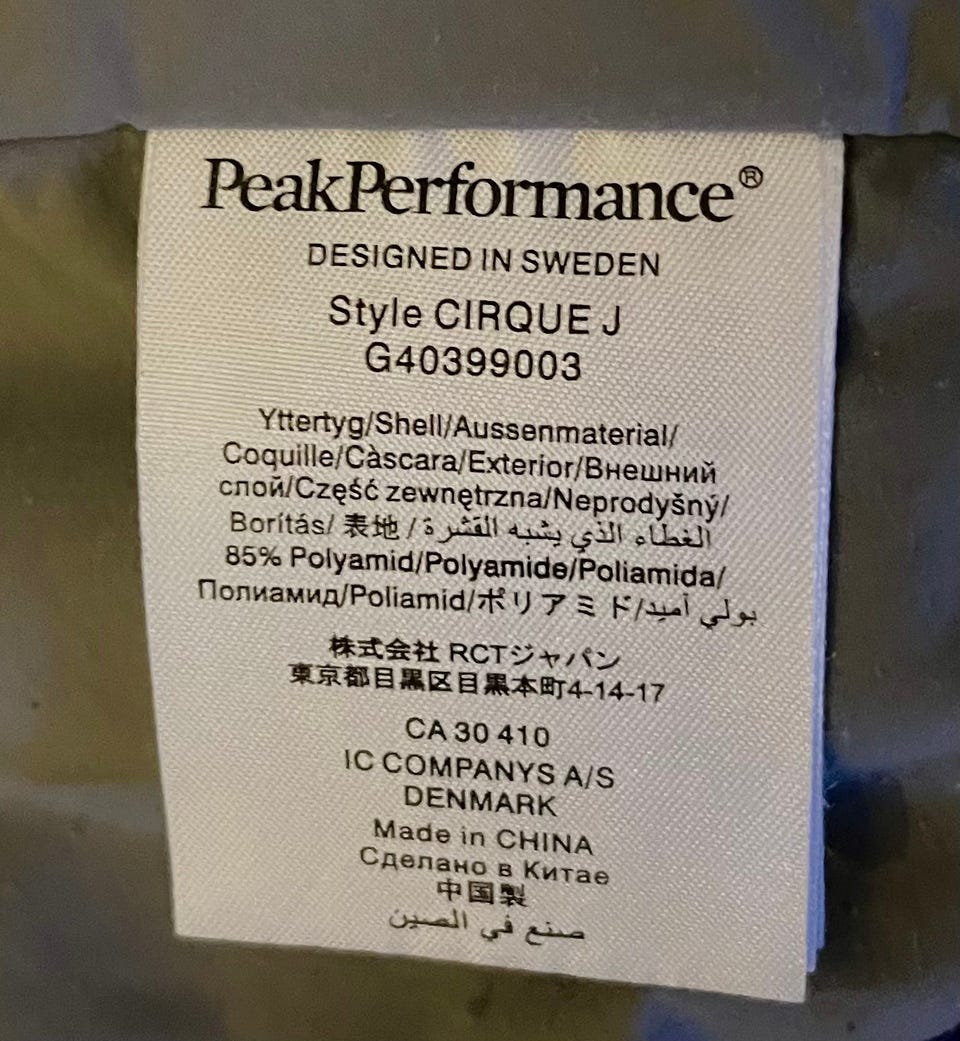 PeakPerformance®
DESIGNED IN SWEDEN
Style CIRQUE J
G40399003
Yttertyg/Shell/Aussenmaterial/
Coquille/Càscara/Exterior/Внешний
слой/Część zewnętrzna/Neprodyšný/
Borítás/表地/الغطاء الذي يشبه القشرة
85% Polyamid/Polyamide/Poliamida/
Полиамид/Poliamid/ポリアミド/بولي أميد
株式会社 RCTジャパン
東京都目黒区目黒本町4-14-17
CA 30 410
IC COMPANYS A/S
DENMARK
Made in CHINA
Сделано в Китае
中国製
صنع في الصين